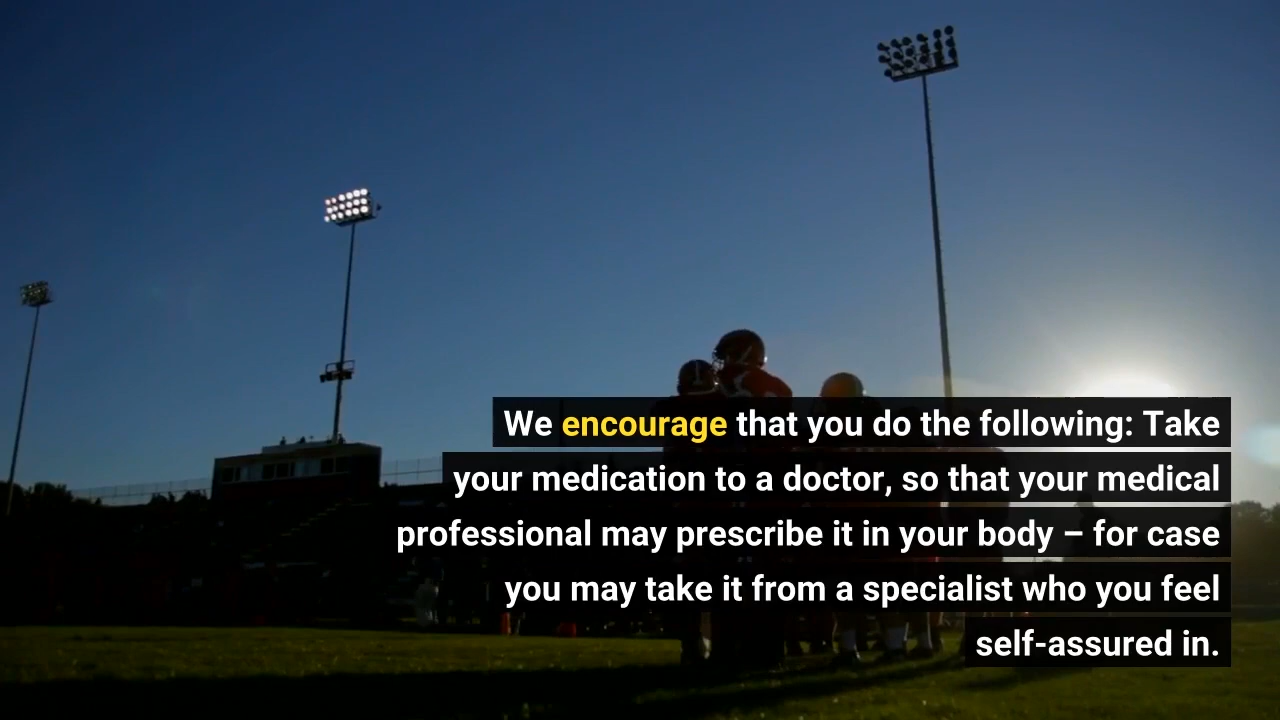 We encourage that you do the following: Take
your medication to a doctor, so that your medical
professional may prescribe it in your body – for case
you may take it from a specialist who you feel
self-assured in.